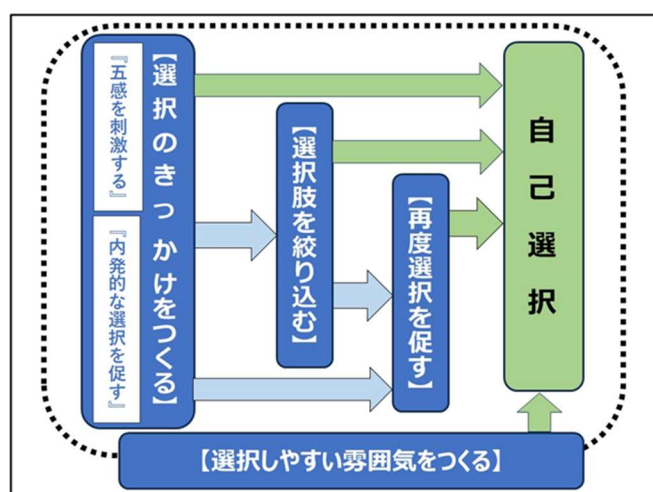 【選択のきっかけをつくる】
『五感を刺激する』
『内発的な選択を促す』
【選択肢を絞り込む】
【再度選択を促す】
自己選択
【選択しやすい雰囲気をつくる】